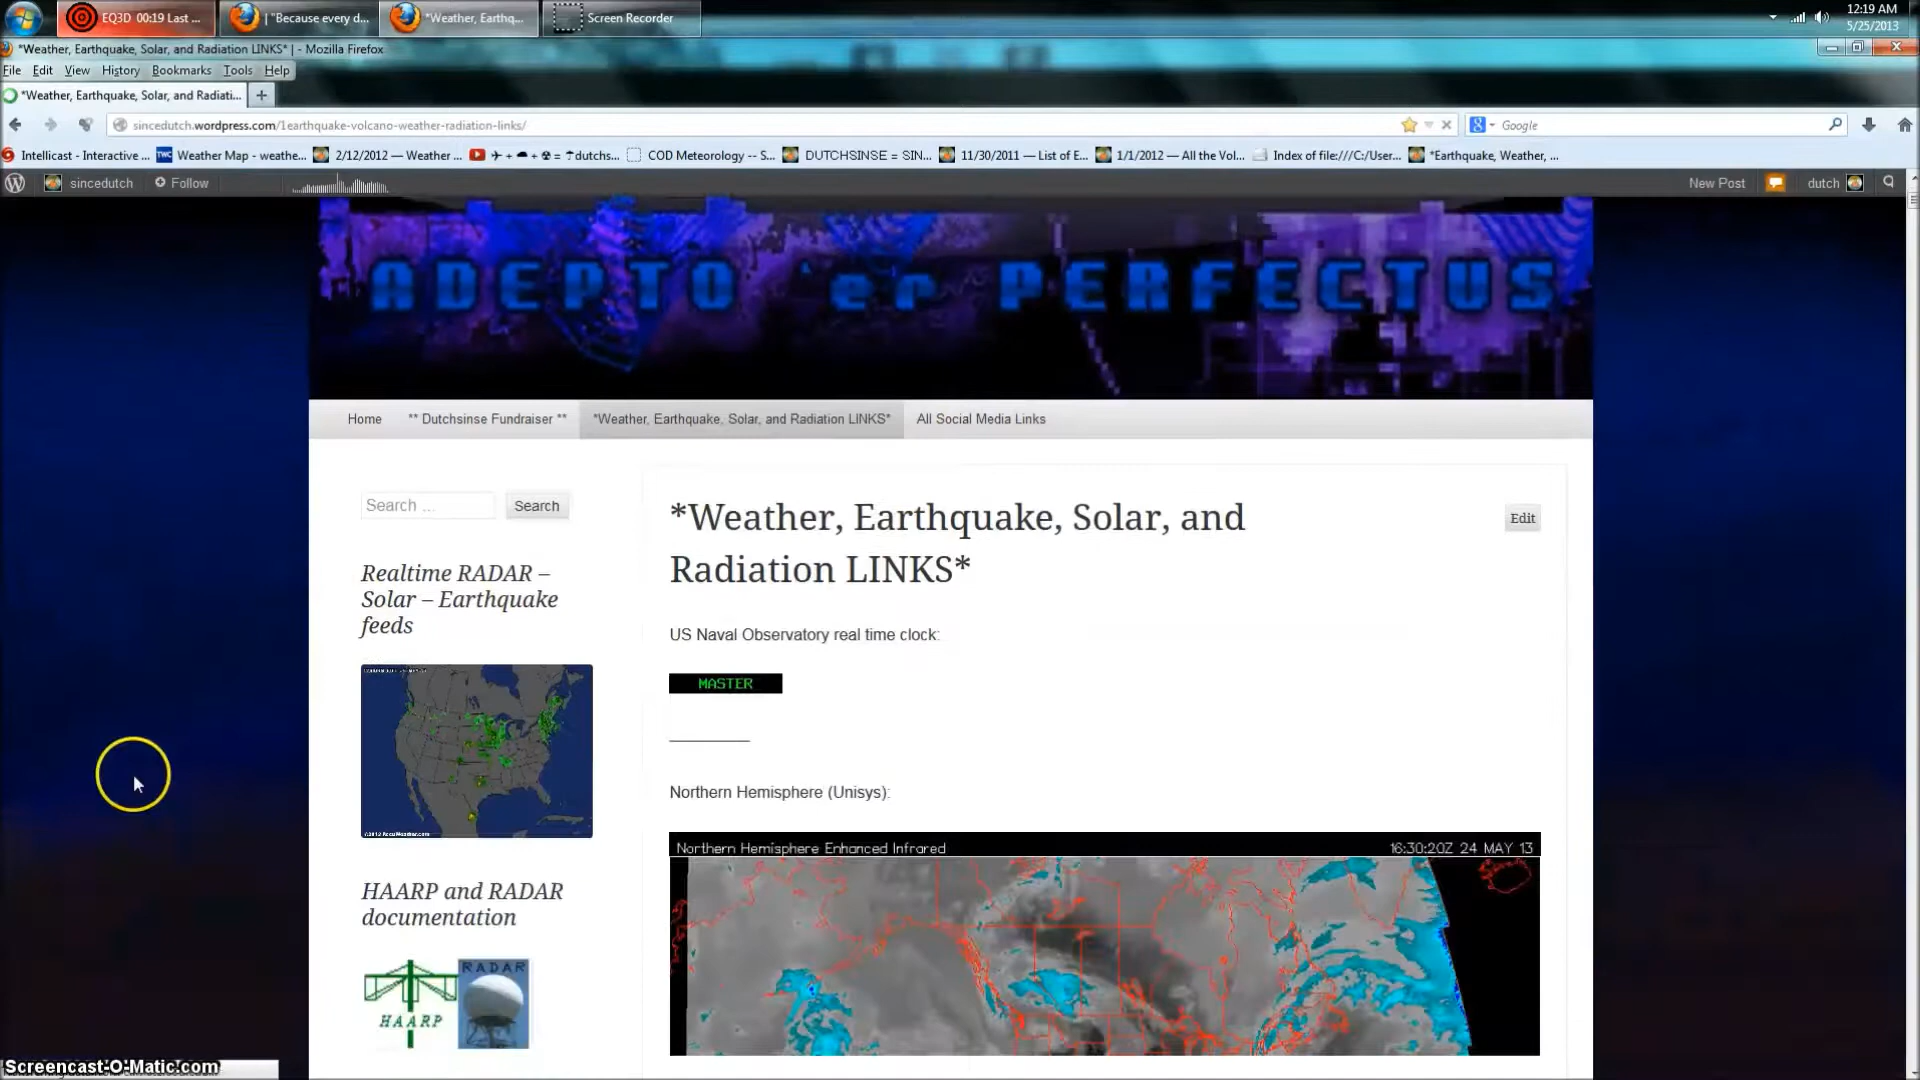 EQ3D 00:19 Last ...
| "Because every d...
*Weather, Earthq...
Screen Recorder
12:19 AM
5/25/2013
*Weather, Earthquake, Solar, and Radiation LINKS* | - Mozilla Firefox
File Edit View History Bookmarks Tools Help
*Weather, Earthquake, Solar, and Radiati...
sincedutch.wordpress.com/1earthquake-volcano-weather-radiation-links/
Google
Intellicast - Interactive ...
TWC Weather Map - weathe...
2/12/2012 — Weather ...
COD Meteorology -- S...
DUTCHSINSE = SIN...
11/30/2011 — List of E...
1/1/2012 — All the Vol...
Index of file:///C:/User...
*Earthquake, Weather, ...
sincedutch
Follow
New Post
dutch
ADEPTO 'er PERFECTUS
Home
** Dutchsinse Fundraiser **
*Weather, Earthquake, Solar, and Radiation LINKS*
All Social Media Links
Search ...
Search
Realtime RADAR –
Solar – Earthquake
feeds
HAARP and RADAR
documentation
HAARP
RADAR
*Weather, Earthquake, Solar, and
Radiation LINKS*
Edit
US Naval Observatory real time clock:
MASTER
Northern Hemisphere (Unisys):
Northern Hemisphere Enhanced Infrared
16:30:20Z 24 MAY 13
Screencast-O-Matic.com